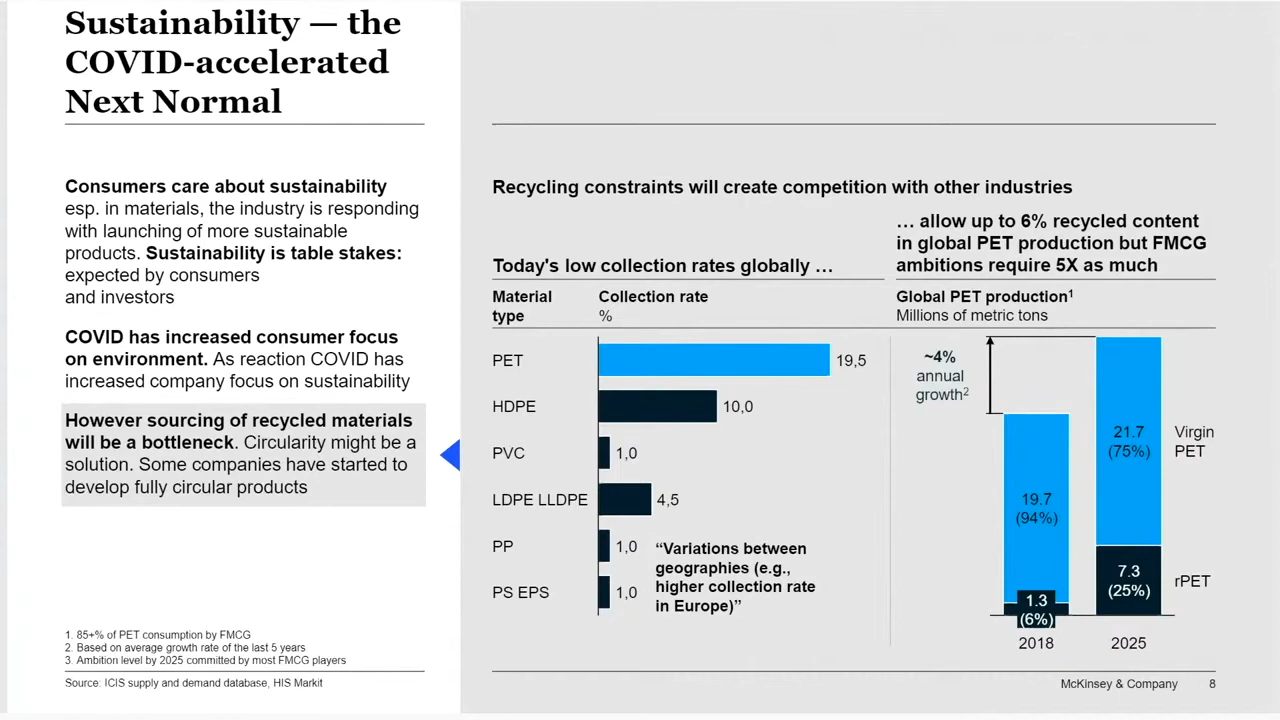 Sustainability — the
COVID-accelerated
Next Normal
Consumers care about sustainability
esp. in materials, the industry is responding
with launching of more sustainable
products. Sustainability is table stakes:
expected by consumers
and investors
COVID has increased consumer focus
on environment. As reaction COVID has
increased company focus on sustainability
However sourcing of recycled materials
will be a bottleneck. Circularity might be a
solution. Some companies have started to
develop fully circular products
1. 85+% of PET consumption by FMCG
2. Based on average growth rate of the last 5 years
3. Ambition level by 2025 committed by most FMCG players
Source: ICIS supply and demand database, HIS Markit
Recycling constraints will create competition with other industries
Today's low collection rates globally …
Material
type
Collection rate
%
PET 19,5
HDPE 10,0
PVC 1,0
LDPE LLDPE 4,5
PP 1,0
PS EPS 1,0
“Variations between
geographies (e.g.,
higher collection rate
in Europe)”
… allow up to 6% recycled content
in global PET production but FMCG
ambitions require 5X as much
Global PET production¹
Millions of metric tons
~4%
annual
growth²
19.7
(94%)
1.3
(6%)
2018
21.7
(75%)
7.3
(25%)
2025
Virgin
PET
rPET
McKinsey & Company 8